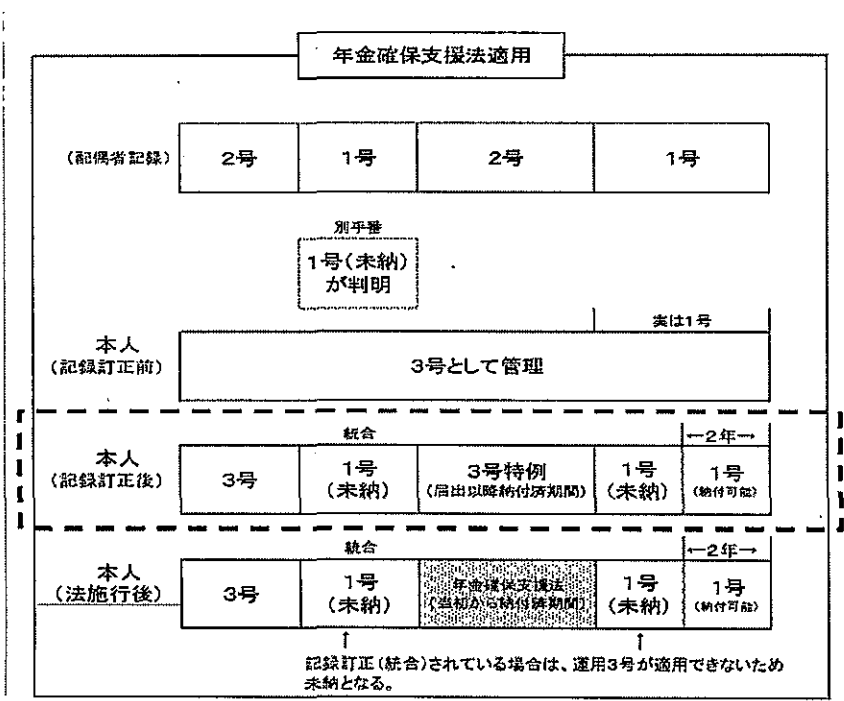 年金確保支援法適用
(配偶者記録)
2号
1号
2号
1号
別手番
1号(未納)
が判明
実は1号
本人
(記録訂正前)
3号として管理
統合
←2年→
本人
(記録訂正後)
3号
1号
(未納)
3号特例
(届出以降納付済期間)
1号
(未納)
1号
(納付可能)
統合
←2年→
本人
(法施行後)
3号
1号
(未納)
年金確保支援法
(当初から納付済期間)
1号
(未納)
1号
(納付可能)
↑
↑
記録訂正(統合)されている場合は、運用3号が適用できないため
未納となる。